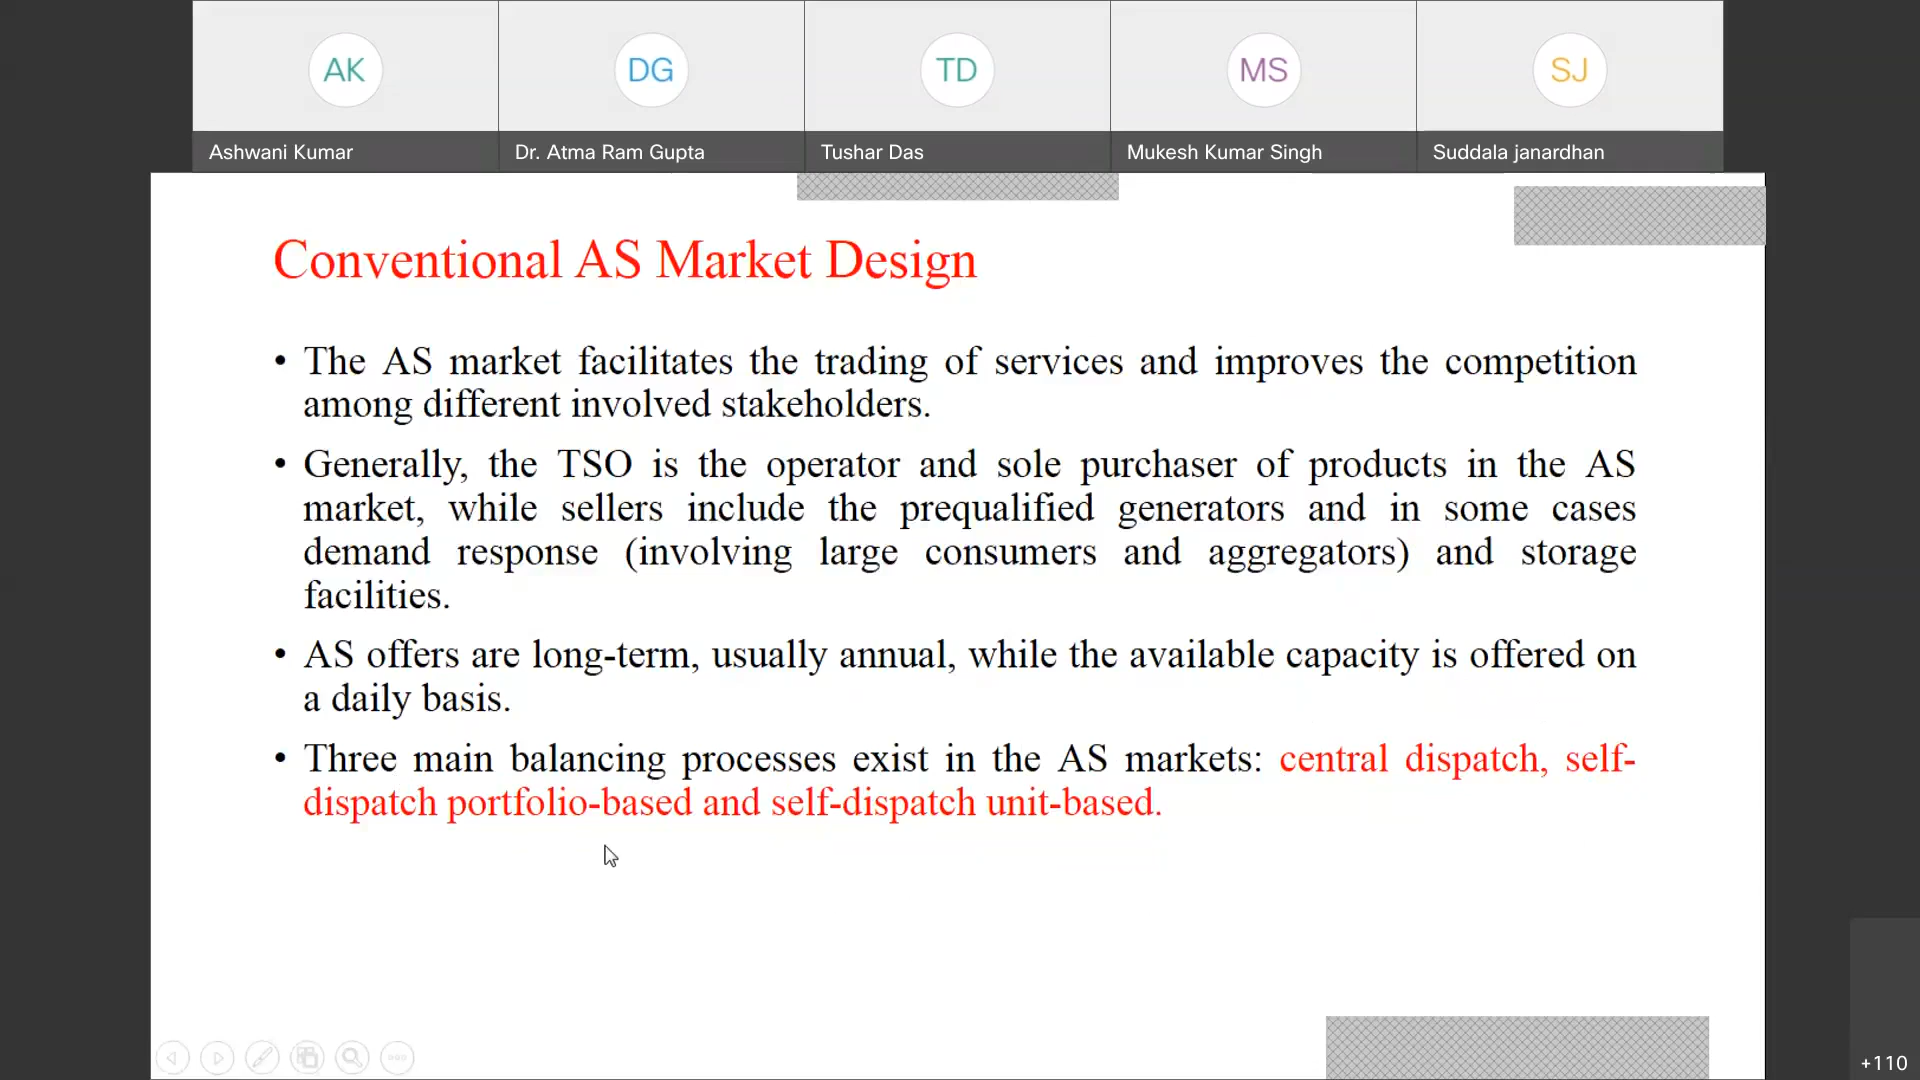 AK
DG
TD
MS
SJ
Ashwani Kumar
Dr. Atma Ram Gupta
Tushar Das
Mukesh Kumar Singh
Suddala janardhan
Conventional AS Market Design
• The AS market facilitates the trading of services and improves the competition
among different involved stakeholders.
• Generally, the TSO is the operator and sole purchaser of products in the AS
market, while sellers include the prequalified generators and in some cases
demand response (involving large consumers and aggregators) and storage
facilities.
• AS offers are long-term, usually annual, while the available capacity is offered on
a daily basis.
• Three main balancing processes exist in the AS markets: central dispatch, self-
dispatch portfolio-based and self-dispatch unit-based.
+110